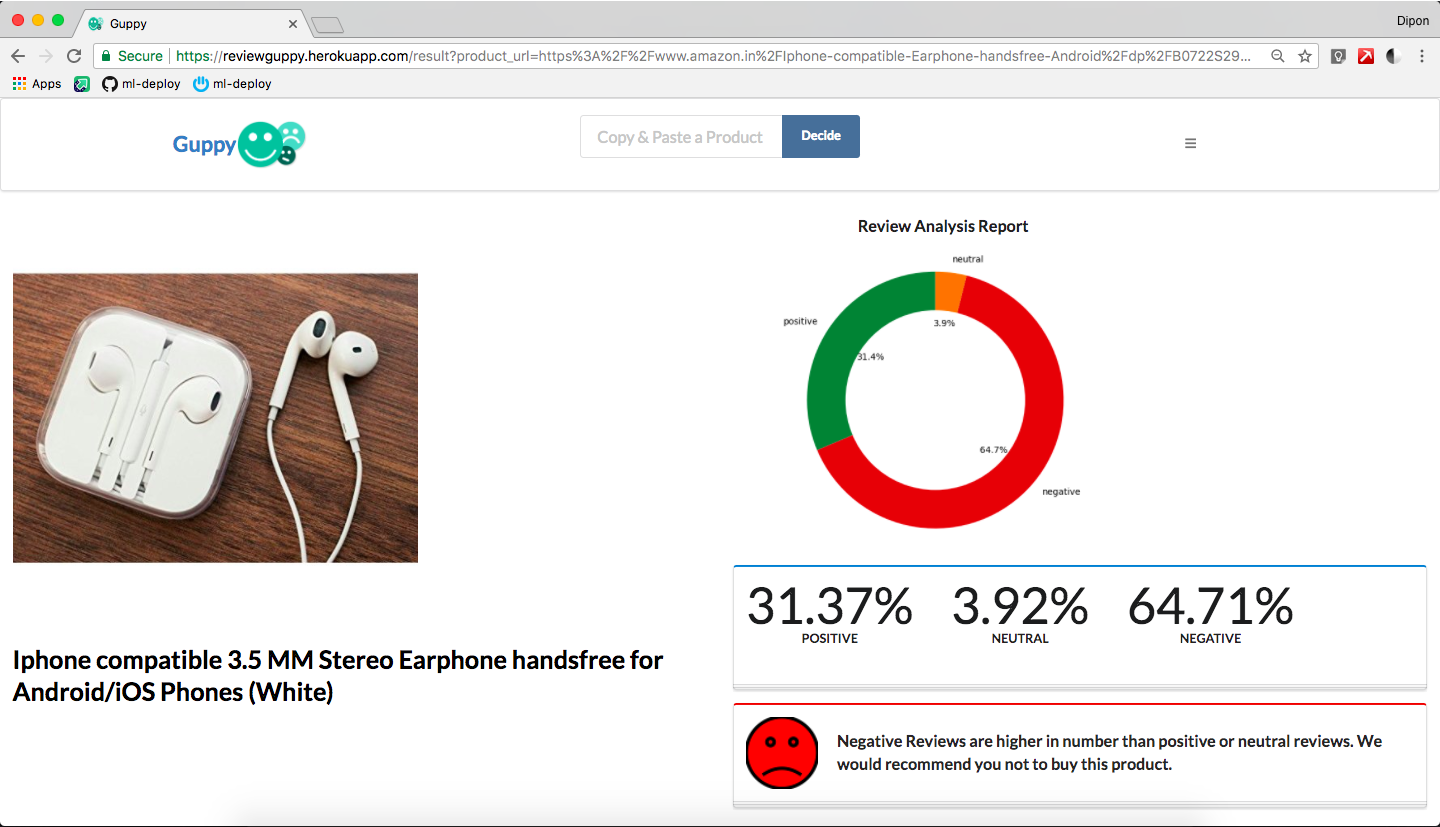 Guppy
Dipon
Secure https://reviewguppy.herokuapp.com/result?product_url=https%3A%2F%2Fwww.amazon.in%2FIphone-compatible-Earphone-handsfree-Android%2Fdp%2FB0722S29...
Apps ml-deploy ml-deploy
Guppy
Copy & Paste a Product
Decide
Review Analysis Report
neutral
positive
3.9%
31.4%
64.7%
negative
31.37% 3.92% 64.71%
POSITIVE NEUTRAL NEGATIVE
Iphone compatible 3.5 MM Stereo Earphone handsfree for
Android/iOS Phones (White)
Negative Reviews are higher in number than positive or neutral reviews. We
would recommend you not to buy this product.